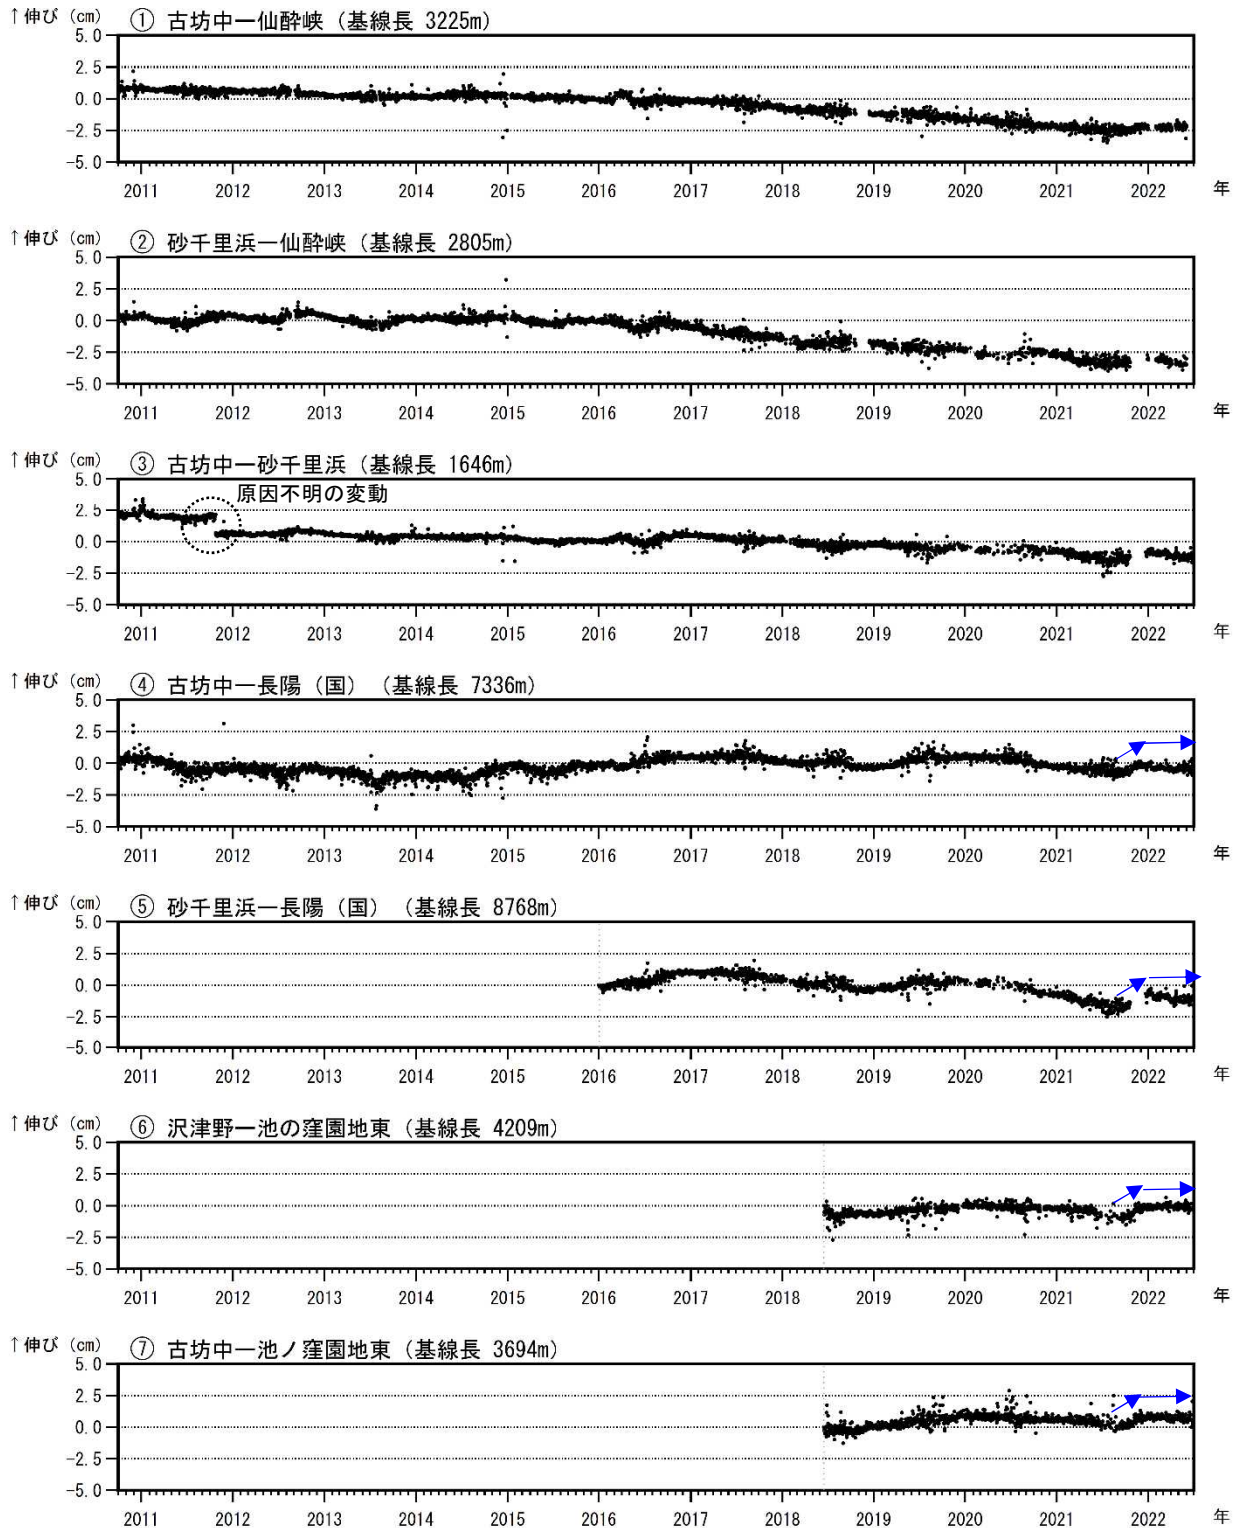 ↑伸び（cm） ① 古坊中―仙酔峡（基線長 3225m）
5.0
2.5
0.0
-2.5
-5.0
2011 2012 2013 2014 2015 2016 2017 2018 2019 2020 2021 2022 年
↑伸び（cm） ② 砂千里浜―仙酔峡（基線長 2805m）
5.0
2.5
0.0
-2.5
-5.0
2011 2012 2013 2014 2015 2016 2017 2018 2019 2020 2021 2022 年
↑伸び（cm） ③ 古坊中―砂千里浜（基線長 1646m）
5.0
原因不明の変動
2.5
0.0
-2.5
-5.0
2011 2012 2013 2014 2015 2016 2017 2018 2019 2020 2021 2022 年
↑伸び（cm） ④ 古坊中―長陽（国）（基線長 7336m）
5.0
2.5
0.0
-2.5
-5.0
2011 2012 2013 2014 2015 2016 2017 2018 2019 2020 2021 2022 年
↑伸び（cm） ⑤ 砂千里浜―長陽（国）（基線長 8768m）
5.0
2.5
0.0
-2.5
-5.0
2011 2012 2013 2014 2015 2016 2017 2018 2019 2020 2021 2022 年
↑伸び（cm） ⑥ 沢津野―池の窪園地東（基線長 4209m）
5.0
2.5
0.0
-2.5
-5.0
2011 2012 2013 2014 2015 2016 2017 2018 2019 2020 2021 2022 年
↑伸び（cm） ⑦ 古坊中―池ノ窪園地東（基線長 3694m）
5.0
2.5
0.0
-2.5
-5.0
2011 2012 2013 2014 2015 2016 2017 2018 2019 2020 2021 2022 年